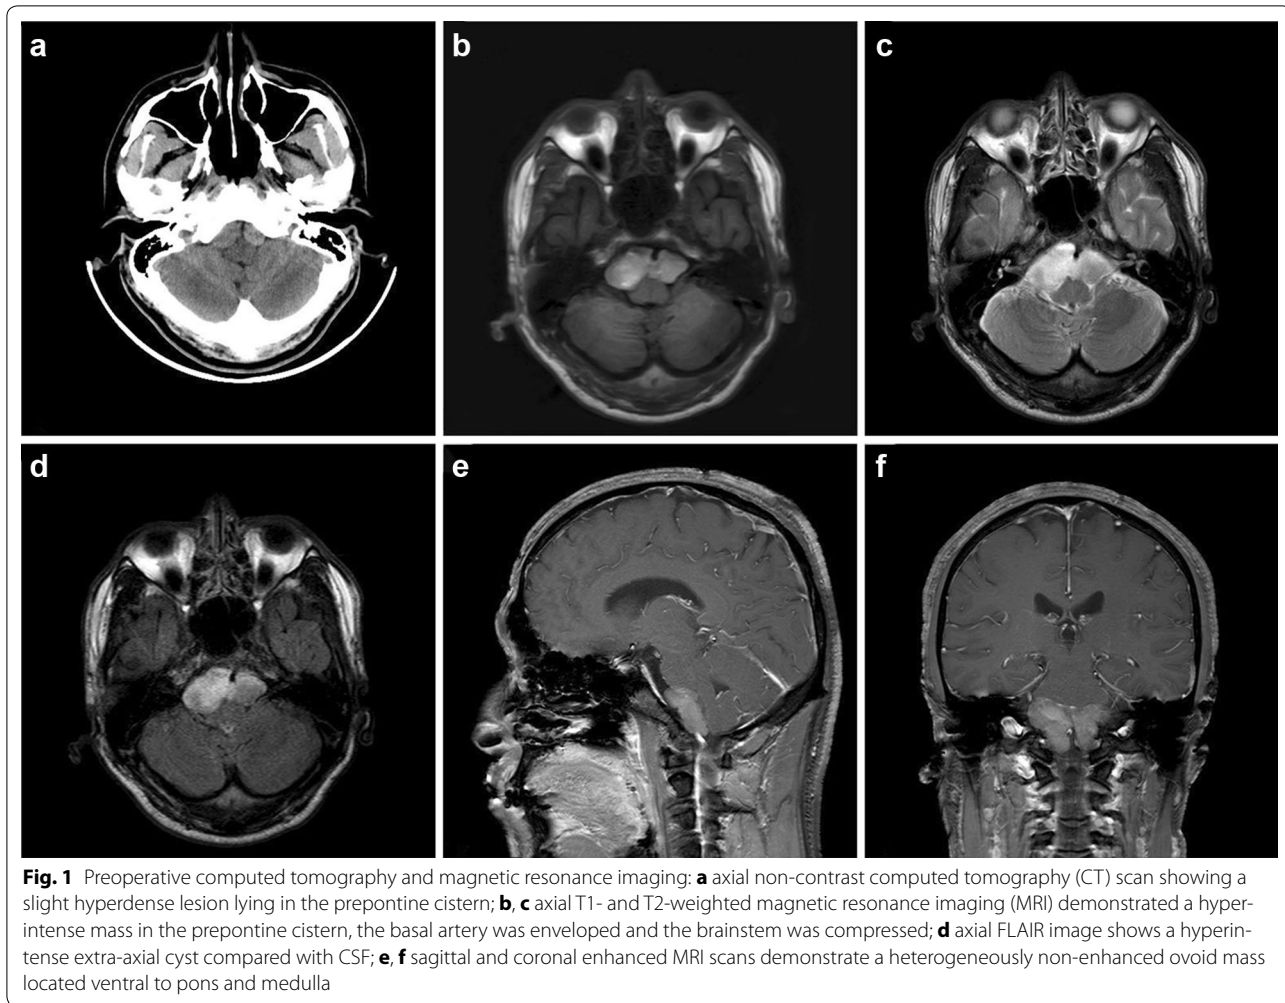 a
b
c
d
e
f
Fig. 1 Preoperative computed tomography and magnetic resonance imaging: a axial non-contrast computed tomography (CT) scan showing a
slight hyperdense lesion lying in the prepontine cistern; b, c axial T1- and T2-weighted magnetic resonance imaging (MRI) demonstrated a hyper-
intense mass in the prepontine cistern, the basal artery was enveloped and the brainstem was compressed; d axial FLAIR image shows a hyperin-
tense extra-axial cyst compared with CSF; e, f sagittal and coronal enhanced MRI scans demonstrate a heterogeneously non-enhanced ovoid mass
located ventral to pons and medulla